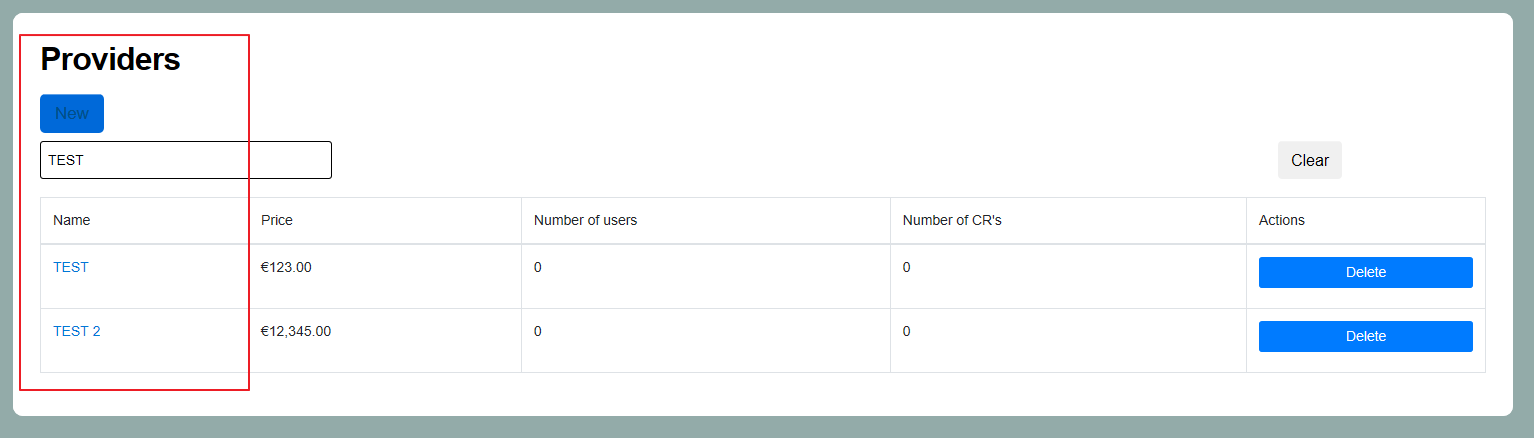 Providers
New
TEST
Clear
Name Price Number of users Number of CR's Actions
TEST €123.00 0 0 Delete
TEST 2 €12,345.00 0 0 Delete